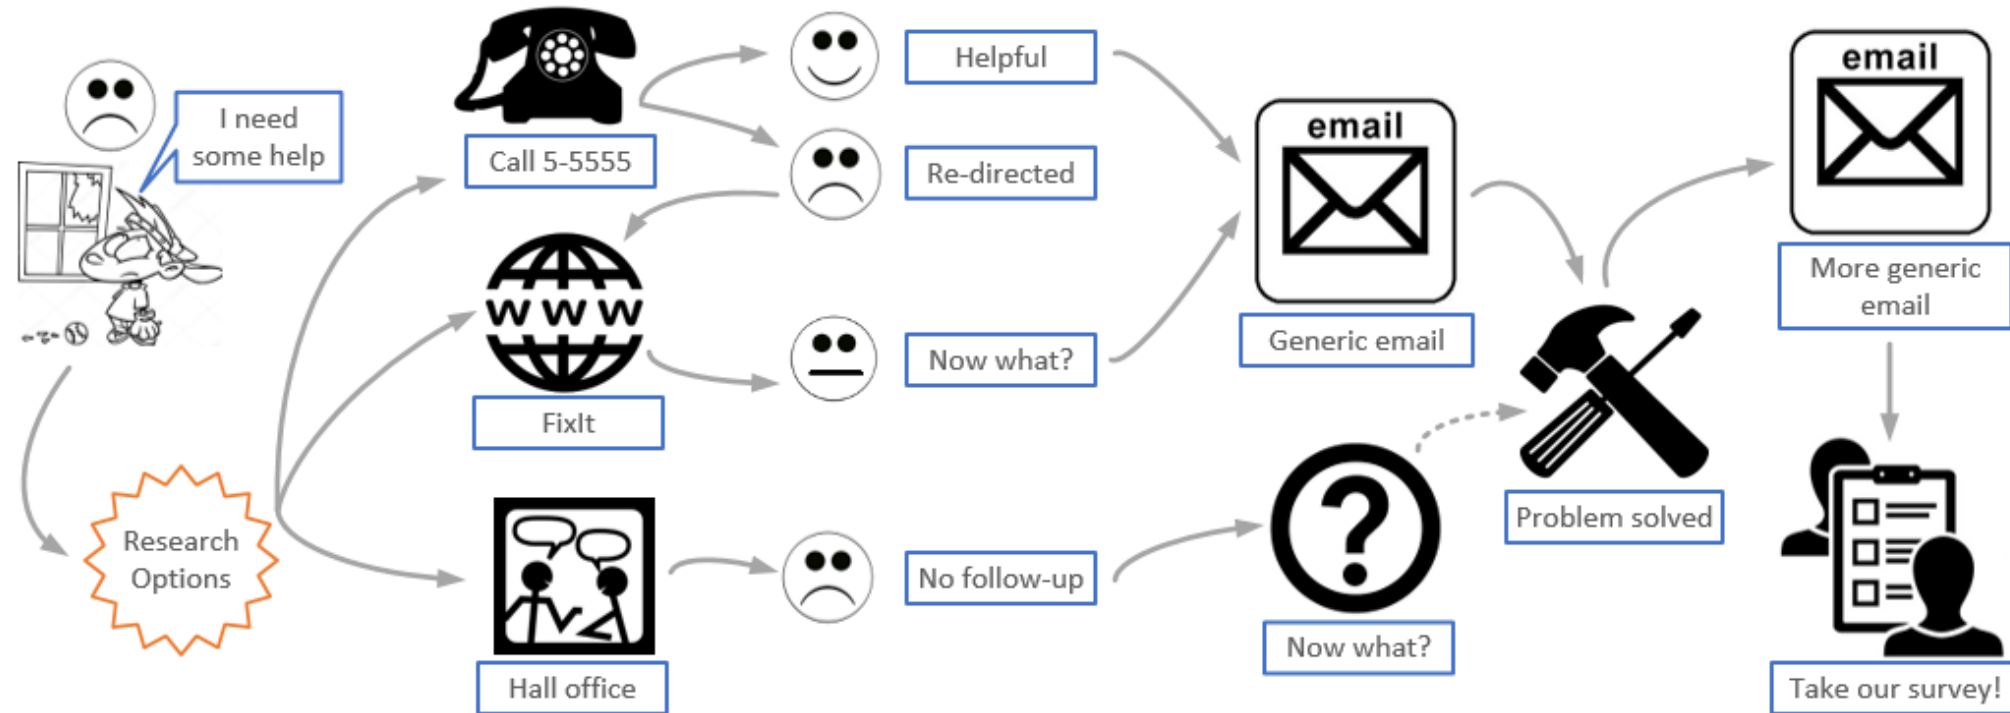 I need
some help
Research
Options
Call 5-5555
WWW
FixIt
Hall office
Helpful
Re-directed
Now what?
No follow-up
email
Generic email
Now what?
Problem solved
email
More generic
email
Take our survey!